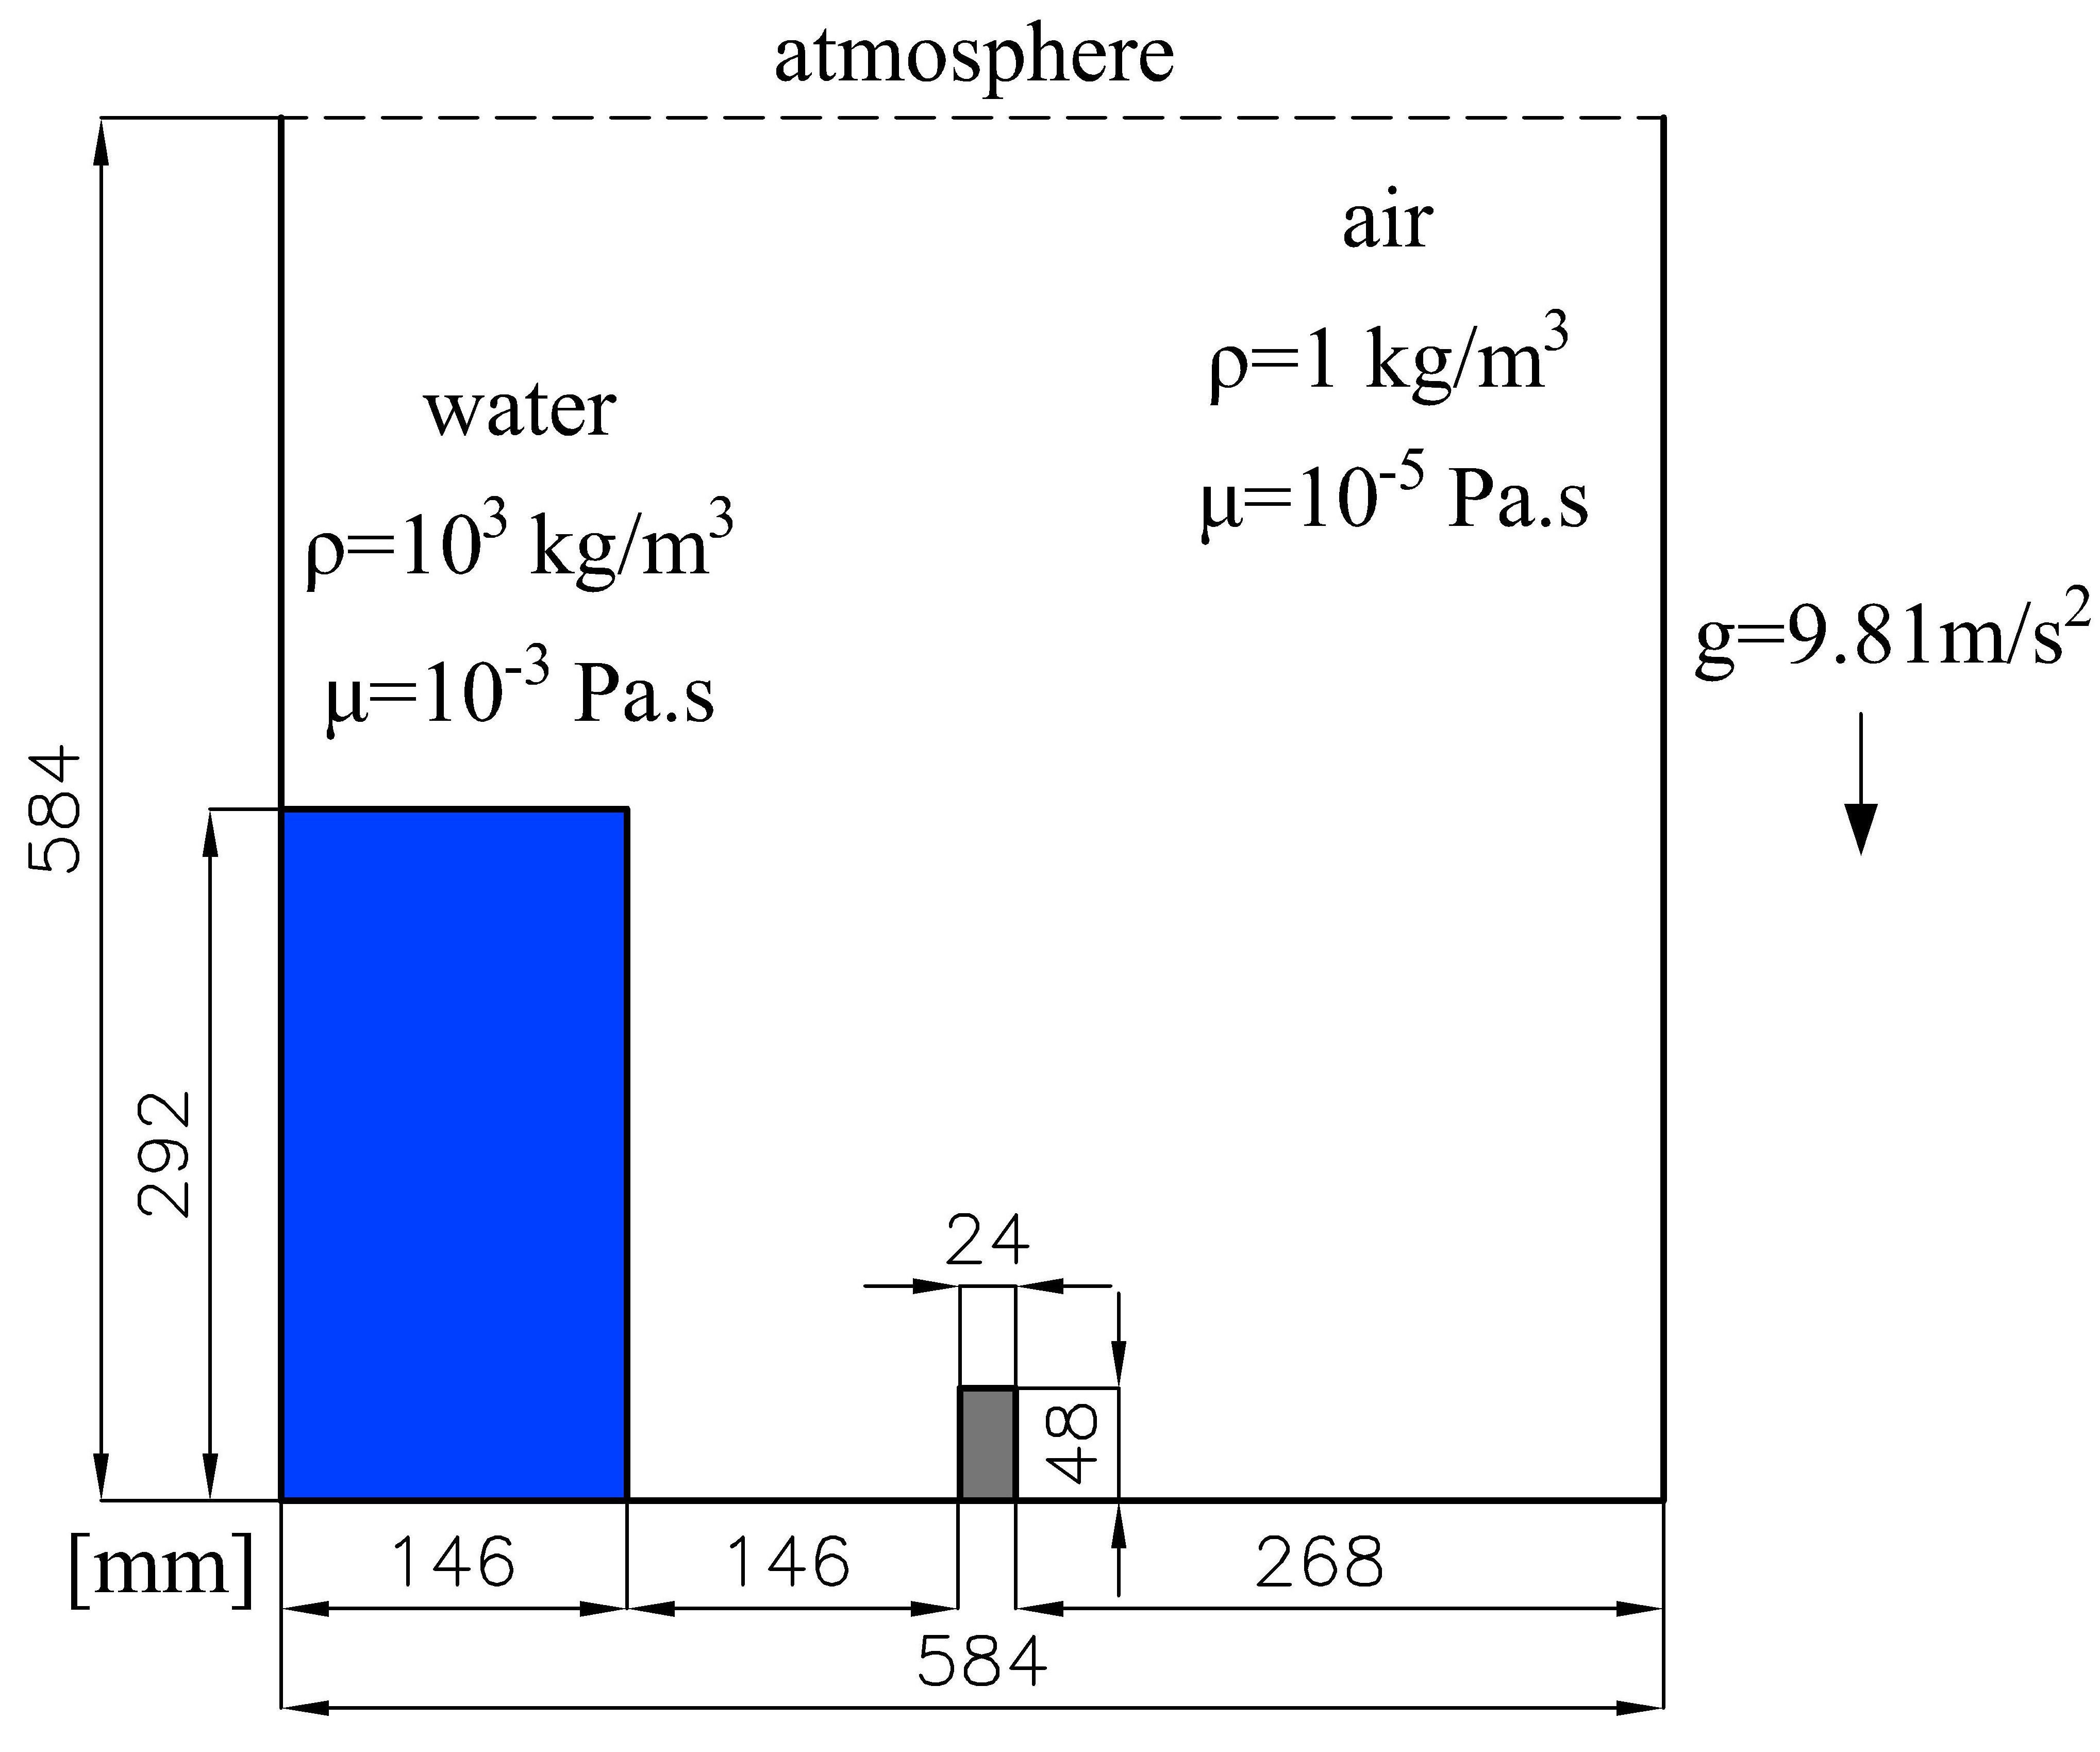 atmosphere
air
ρ=1 kg/m³
μ=10⁻⁵ Pa.s
water
ρ=10³ kg/m³
μ=10⁻³ Pa.s
g=9.81m/s²
584
292
24
48
[mm]
146
146
268
584